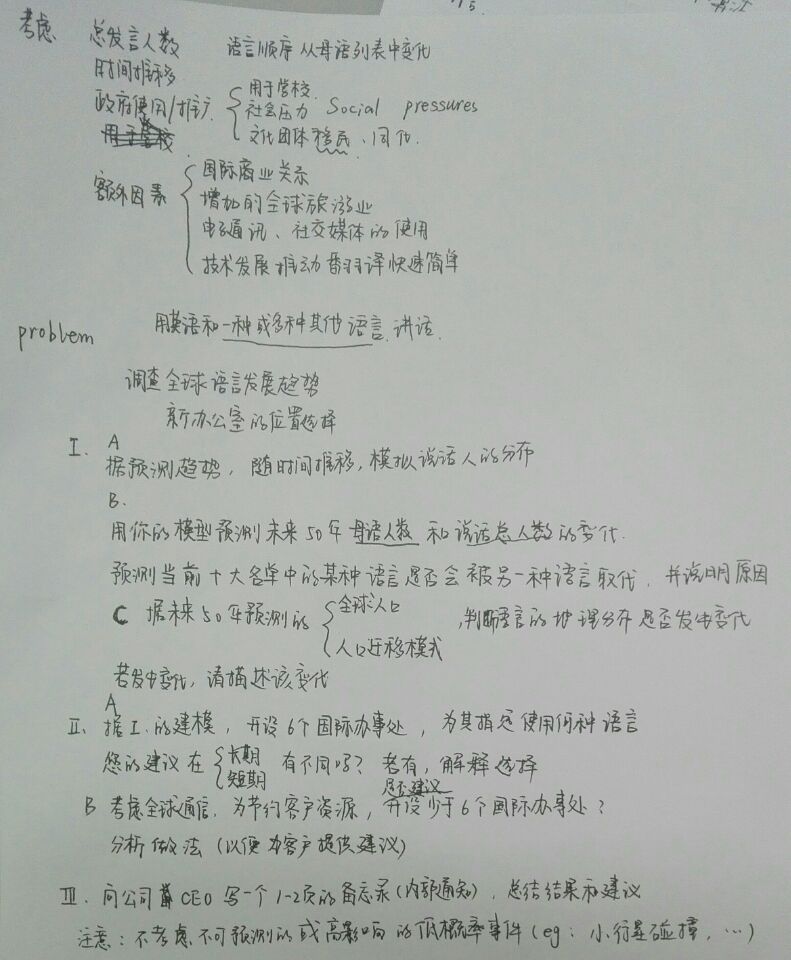 考虑 总发言人数 语言顺序从母语列表中变化
时间推移
政府使用/推广 用于学校
社会压力 Social pressures
文化团体移民、同化.
额外因素 国际商业关系
增加的全球旅游业
电子通讯、社交媒体的使用
技术发展推动翻译快速简单
problem 用英语和一种或多种其他语言讲话.
调查全球语言发展趋势
新办公室的位置选择
I. A
据预测趋势，随时间推移，模拟说话人的分布
B.
用你的模型预测未来50年母语人数和说话总人数的变化.
预测当前十大名单中的某种语言是否会被另一种语言取代，并说明原因
C 据未来50年预测的 全球人口 ，判断语言的地理分布是否发生变化
人口迁移模式
若发生变化，请描述该变化
A
II. 据I.的建模，开设6个国际办事处，为其指定使用何种语言
您的建议在 长期 短期 有不同吗？若有，解释选择
是否建议
B 考虑全球通信，为节约客户资源，开设少于6个国际办事处？
分析做法（以便为客户提供建议）
III. 向公司CEO写一个1-2页的备忘录（内部通知），总结结果和建议
注意：不考虑不可预测的或高影响的低概率事件（eg：小行星碰撞，…）